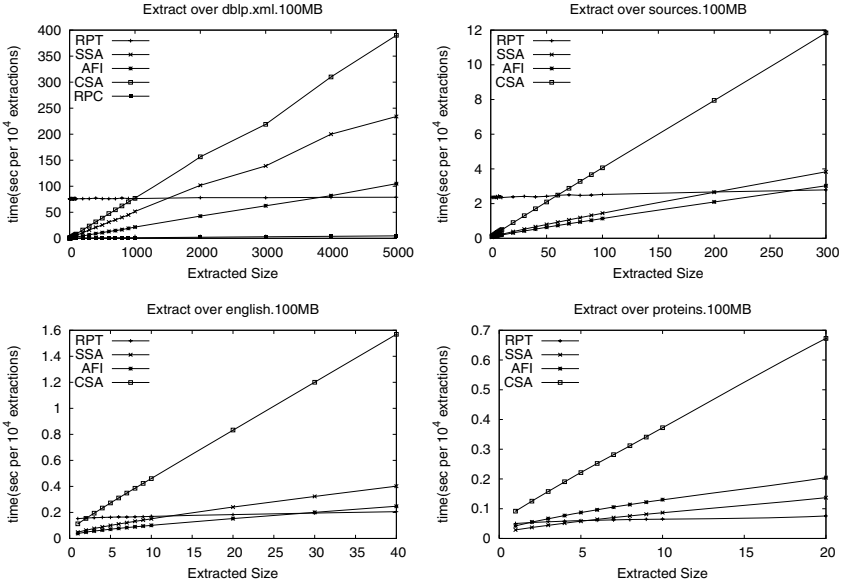 Extract over dblp.xml.100MB
400
350
300
250
200
150
100
50
0
0 1000 2000 3000 4000 5000
time(sec per 10^4 extractions)
Extracted Size
RPT
SSA
AFI
CSA
RPC
Extract over sources.100MB
12
10
8
6
4
2
0
0 50 100 150 200 250 300
time(sec per 10^4 extractions)
Extracted Size
RPT
SSA
AFI
CSA
Extract over english.100MB
1.6
1.4
1.2
1
0.8
0.6
0.4
0.2
0
0 5 10 15 20 25 30 35 40
time(sec per 10^4 extractions)
Extracted Size
RPT
SSA
AFI
CSA
Extract over proteins.100MB
0.7
0.6
0.5
0.4
0.3
0.2
0.1
0
0 5 10 15 20
time(sec per 10^4 extractions)
Extracted Size
RPT
SSA
AFI
CSA